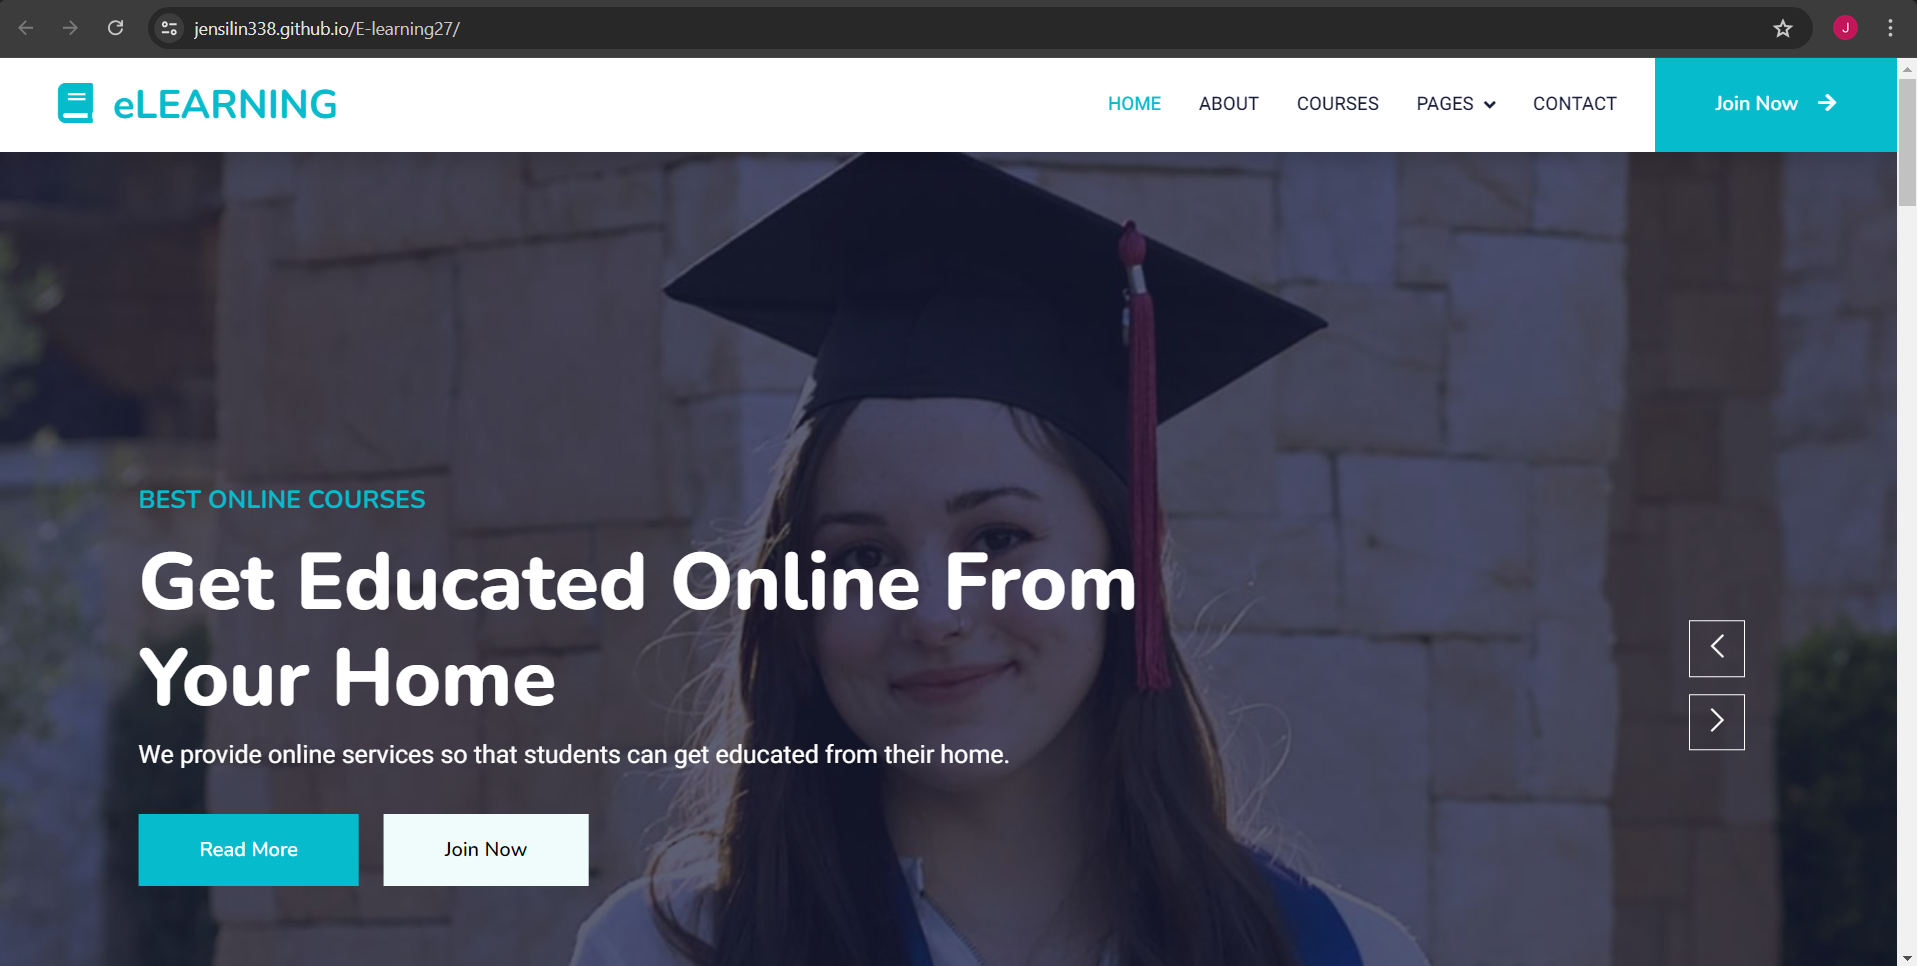 jensilin338.github.io/E-learning27/
J
eLEARNING
HOME ABOUT COURSES PAGES CONTACT Join Now
BEST ONLINE COURSES
Get Educated Online From
Your Home
We provide online services so that students can get educated from their home.
Read More Join Now